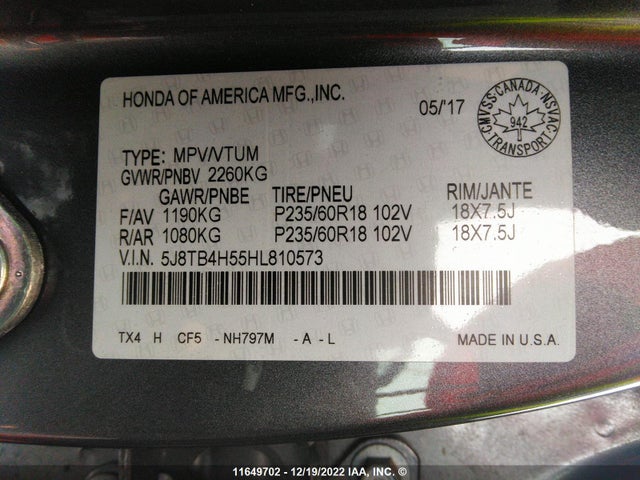 HONDA OF AMERICA MFG.,INC.
05/'17
CMVSS·CANADA·NSVAC
942
TRANSPORT
TYPE: MPV/VTUM
GVWR/PNBV 2260KG
GAWR/PNBE TIRE/PNEU RIM/JANTE
F/AV 1190KG P235/60R18 102V 18X7.5J
R/AR 1080KG P235/60R18 102V 18X7.5J
V.I.N. 5J8TB4H55HL810573
TX4 H CF5 - NH797M - A - L MADE IN U.S.A.
11649702 - 12/19/2022 IAA, INC. ©